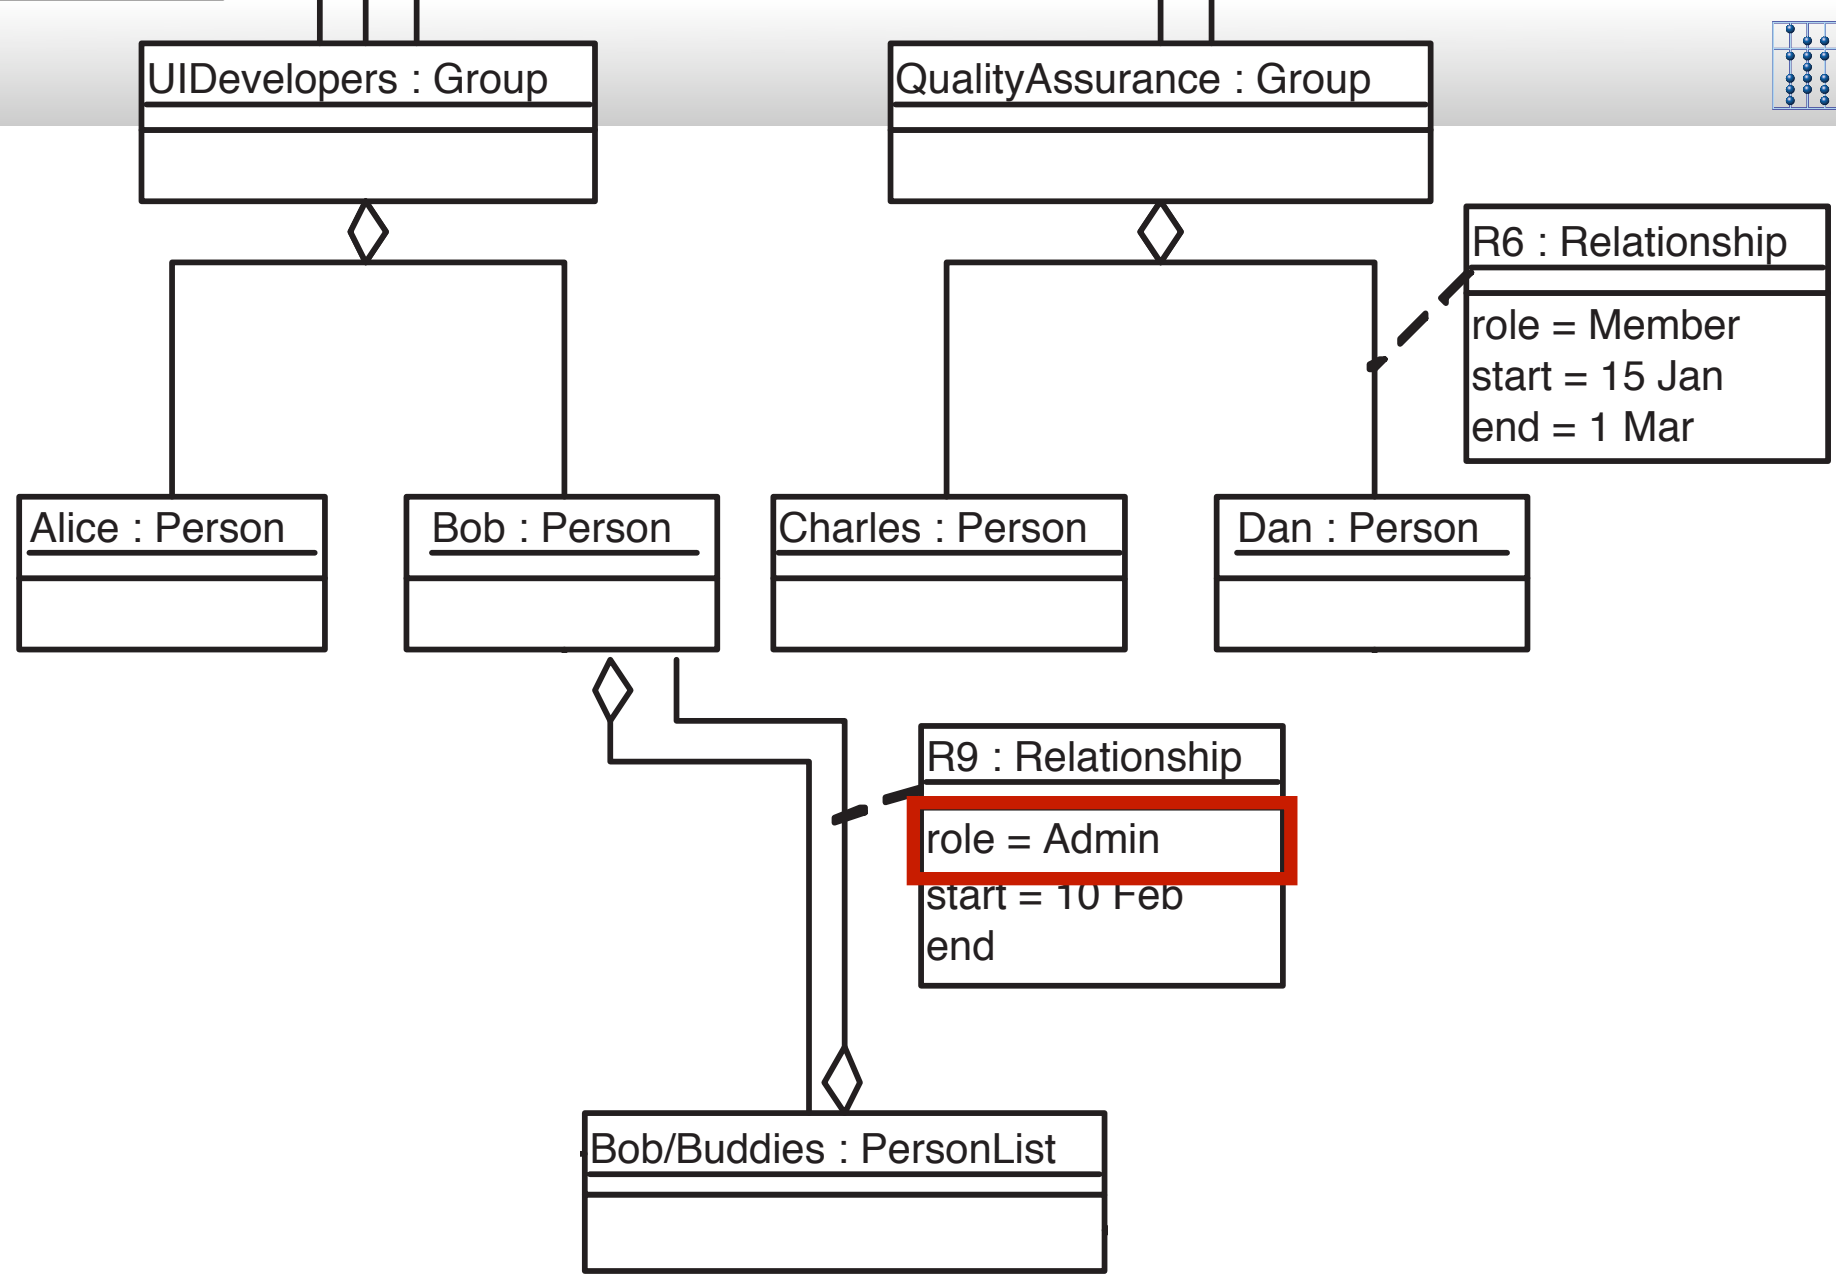 UIDevelopers : Group
QualityAssurance : Group
R6 : Relationship
role = Member
start = 15 Jan
end = 1 Mar
Alice : Person
Bob : Person
Charles : Person
Dan : Person
R9 : Relationship
role = Admin
start = 10 Feb
end
Bob/Buddies : PersonList